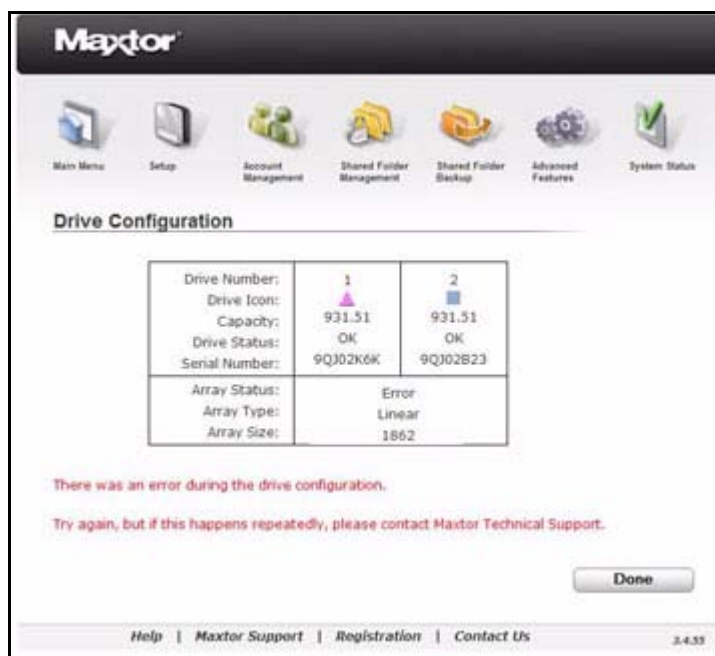 Maxtor
Main Menu
Setup
Account Management
Shared Folder Management
Shared Folder Backup
Advanced Features
System Status
Drive Configuration
Drive Number: 1 2
Drive Icon:
Capacity: 931.51 931.51
Drive Status: OK OK
Serial Number: 9QJ02K6K 9QJ02B23
Array Status: Error
Array Type: Linear
Array Size: 1862
There was an error during the drive configuration.
Try again, but if this happens repeatedly, please contact Maxtor Technical Support.
Done
Help | Maxtor Support | Registration | Contact Us
3.4.55